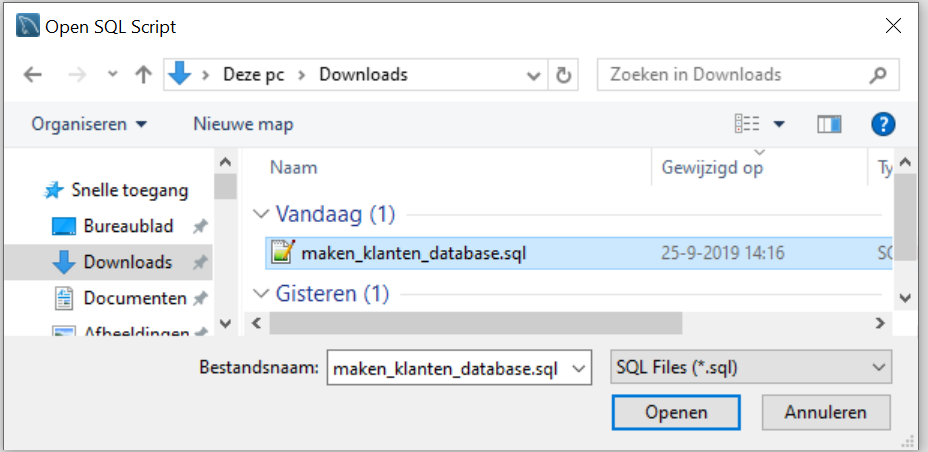 Open SQL Script
Deze pc > Downloads
Zoeken in Downloads
Organiseren
Nieuwe map
?
Naam
Gewijzigd op
Ty
Snelle toegang
Bureaublad
Downloads
Documenten
Afbeeldingen
Vandaag (1)
maken_klanten_database.sql
25-9-2019 14:16
SQ
Gisteren (1)
Bestandsnaam:
maken_klanten_database.sql
SQL Files (*.sql)
Openen
Annuleren